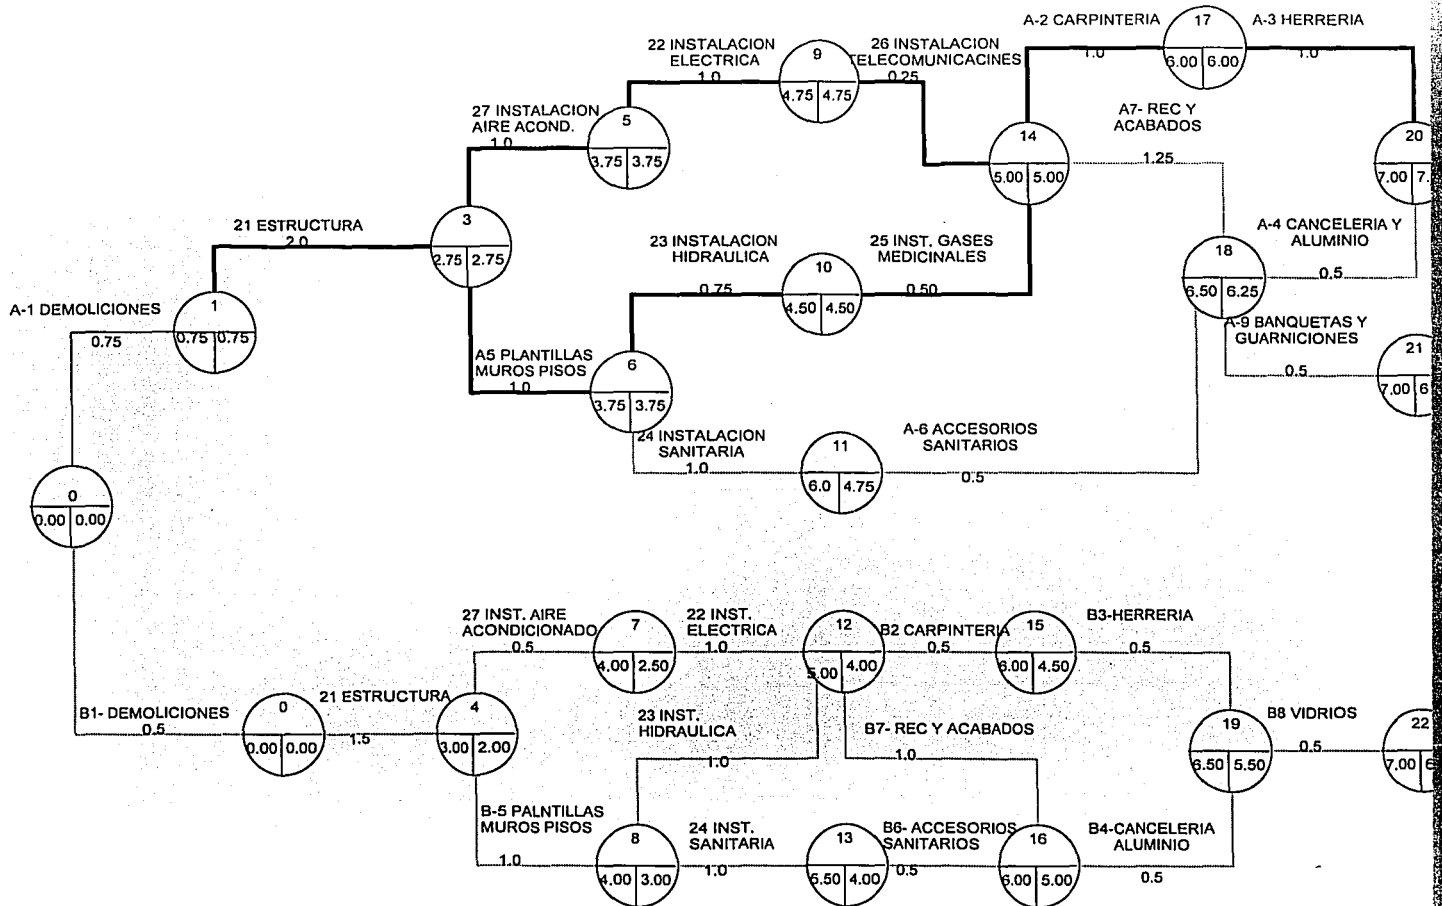 A-2 CARPINTERIA
17
A-3 HERRERIA
1.0
6.00 6.00
1.0
22 INSTALACION
ELECTRICA
1.0
9
4.75 4.75
26 INSTALACION
TELECOMUNICACINES
0.25
27 INSTALACION
AIRE ACOND.
1.0
5
3.75 3.75
14
5.00 5.00
A7- REC Y
ACABADOS
1.25
20
7.00 7.
21 ESTRUCTURA
2.0
3
2.75 2.75
23 INSTALACION
HIDRAULICA
0.75
10
4.50 4.50
25 INST. GASES
MEDICINALES
0.50
18
6.50 6.25
A-4 CANCELERIA Y
ALUMINIO
0.5
A-1 DEMOLICIONES
0.75
1
0.75 0.75
A-9 BANQUETAS Y
GUARNICIONES
0.5
21
7.00 6
A5 PLANTILLAS
MUROS PISOS
1.0
6
3.75 3.75
24 INSTALACION
SANITARIA
1.0
11
6.0 4.75
A-6 ACCESORIOS
SANITARIOS
0.5
0
0.00 0.00
27 INST. AIRE
ACONDICIONADO
0.5
7
4.00 2.50
22 INST.
ELECTRICA
1.0
12
5.00 4.00
B2 CARPINTERIA
0.5
15
6.00 4.50
B3-HERRERIA
0.5
B1- DEMOLICIONES
0.5
0
0.00 0.00
21 ESTRUCTURA
1.5
4
3.00 2.00
23 INST.
HIDRAULICA
1.0
B7- REC Y ACABADOS
1.0
19
6.50 5.50
B8 VIDRIOS
0.5
22
7.00 6
B-5 PALNTILLAS
MUROS PISOS
1.0
8
4.00 3.00
24 INST.
SANITARIA
1.0
13
5.50 4.00
B6- ACCESORIOS
SANITARIOS
0.5
16
6.00 5.00
B4-CANCELERIA
ALUMINIO
0.5